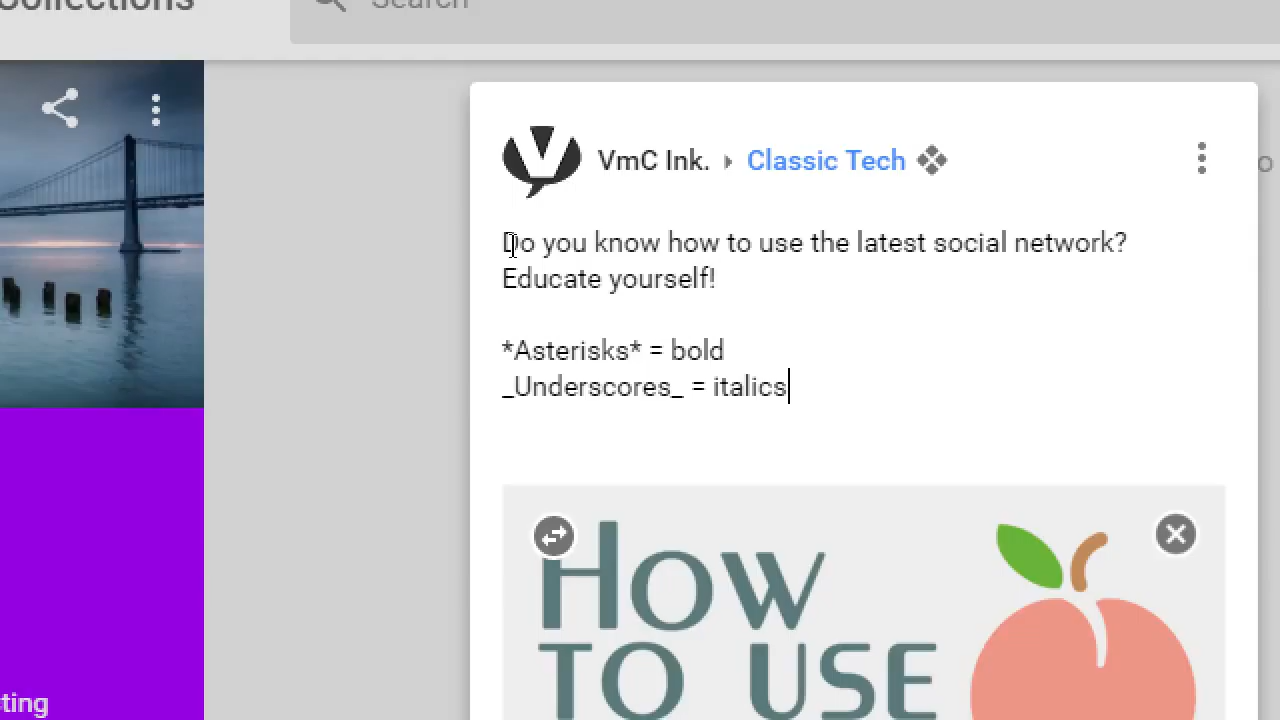 Collections
Search
VmC Ink. Classic Tech
Do you know how to use the latest social network?
Educate yourself!
*Asterisks* = bold
_Underscores_ = italics
HOW
TO USE